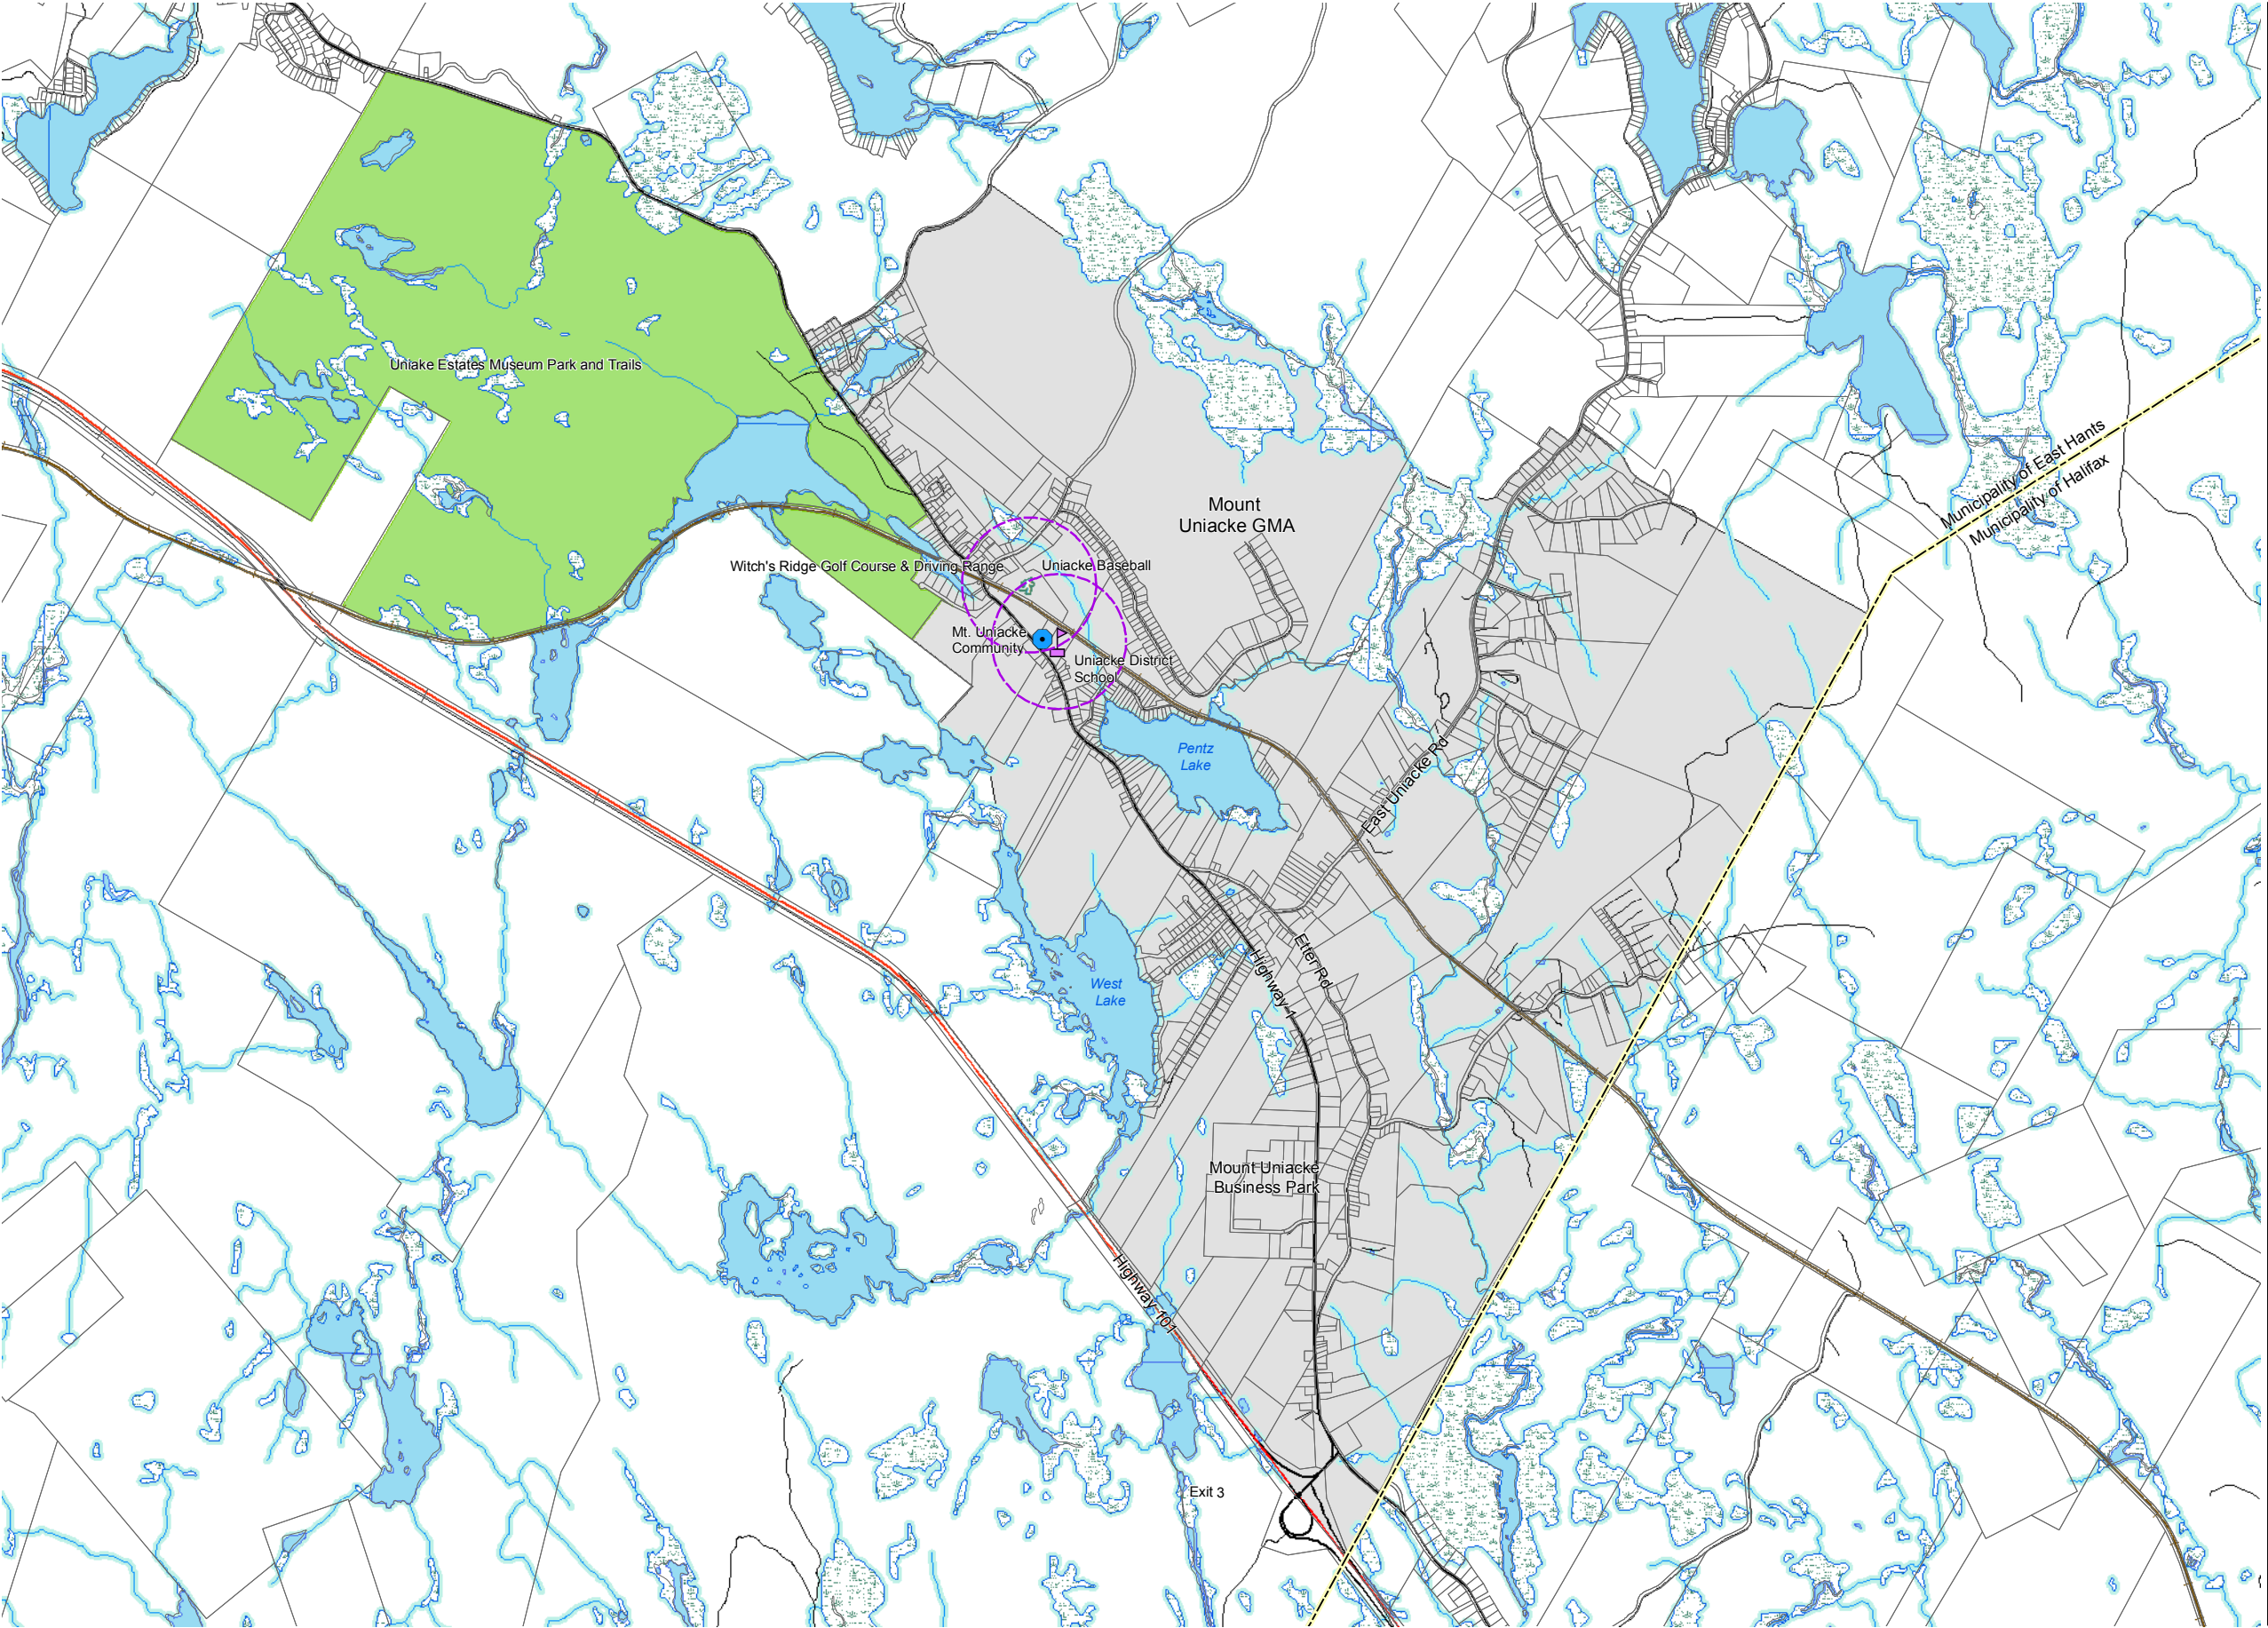 Uniake Estates Museum Park and Trails
Municipality of East Hants
Municipality of Halifax
Mount
Uniacke GMA
Witch's Ridge Golf Course & Driving Range
Uniacke Baseball
Mt. Uniacke
Community
Uniacke District
School
Pentz
Lake
East Uniacke Rd
West
Lake
Etter Rd
Highway 1
Mount Uniacke
Business Park
Highway 101
Exit 3